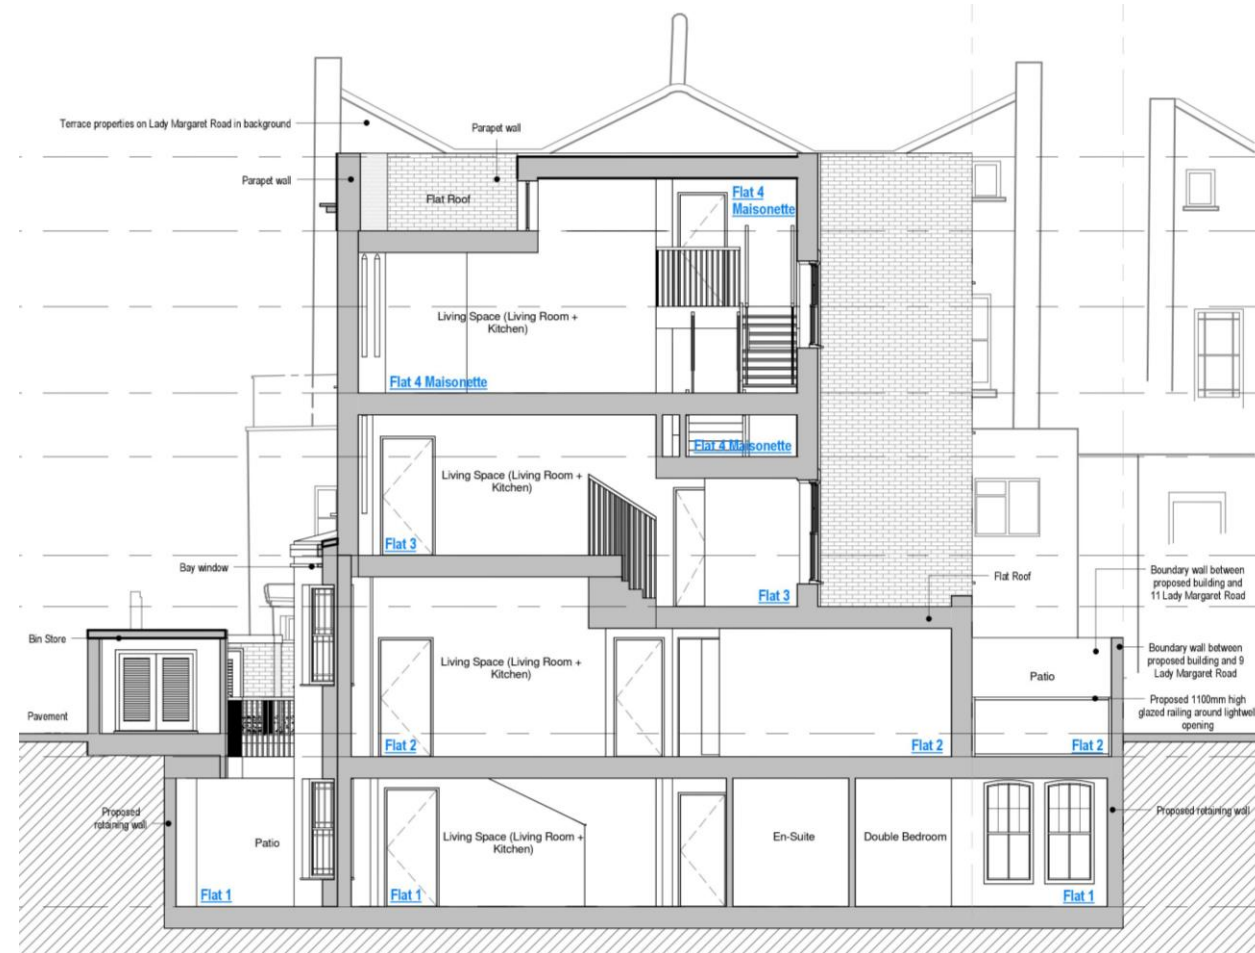 Terrace properties on Lady Margaret Road in background
Parapet wall
Parapet wall
Flat Roof
Flat 4
Maisonette
Living Space (Living Room +
Kitchen)
Flat 4 Maisonette
Flat 4 Maisonette
Living Space (Living Room +
Kitchen)
Flat 3
Bay window
Flat 3
Flat Roof
Boundary wall between
proposed building and
11 Lady Margaret Road
Bin Store
Living Space (Living Room +
Kitchen)
Boundary wall between
proposed building and 9
Lady Margaret Road
Patio
Pavement
Proposed 1100mm high
glazed railing around lightwell
opening
Flat 2
Flat 2
Flat 2
Proposed
retaining wall
Patio
Living Space (Living Room +
Kitchen)
En-Suite
Double Bedroom
Proposed retaining wall
Flat 1
Flat 1
Flat 1